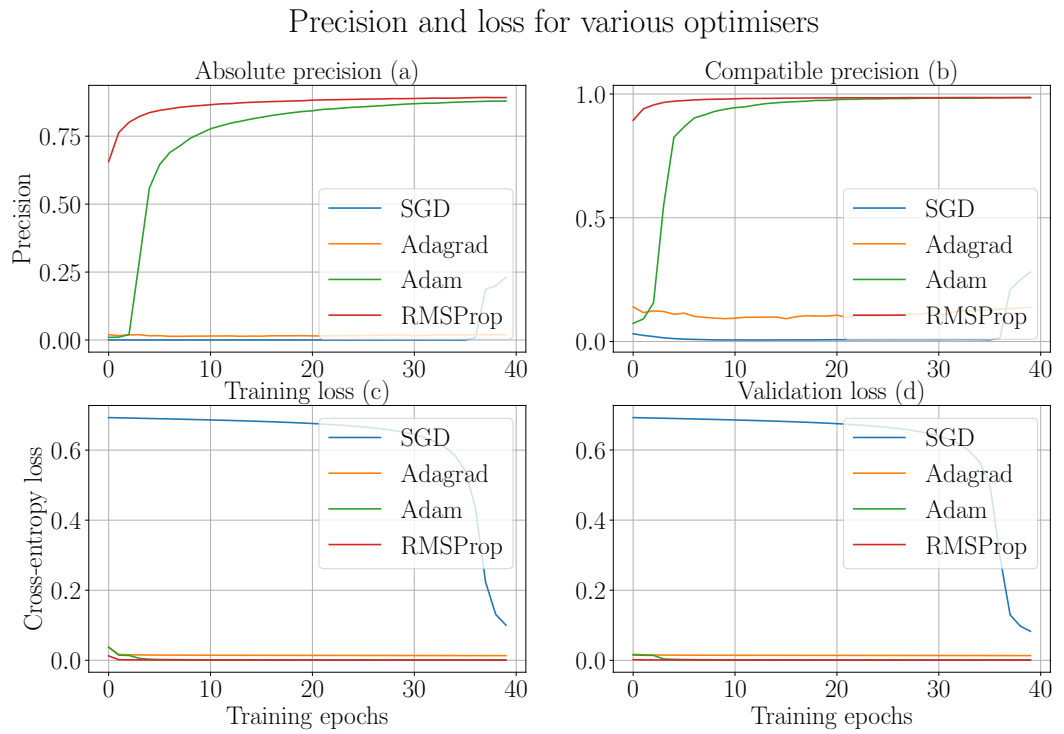 Precision and loss for various optimisers
Absolute precision (a)
Precision
0.75
0.50
0.25
0.00
0 10 20 30 40
SGD
Adagrad
Adam
RMSProp
Compatible precision (b)
1.0
0.5
0.0
0 10 20 30 40
SGD
Adagrad
Adam
RMSProp
Training loss (c)
Cross-entropy loss
0.6
0.4
0.2
0.0
0 10 20 30 40
Training epochs
SGD
Adagrad
Adam
RMSProp
Validation loss (d)
0.6
0.4
0.2
0.0
0 10 20 30 40
Training epochs
SGD
Adagrad
Adam
RMSProp